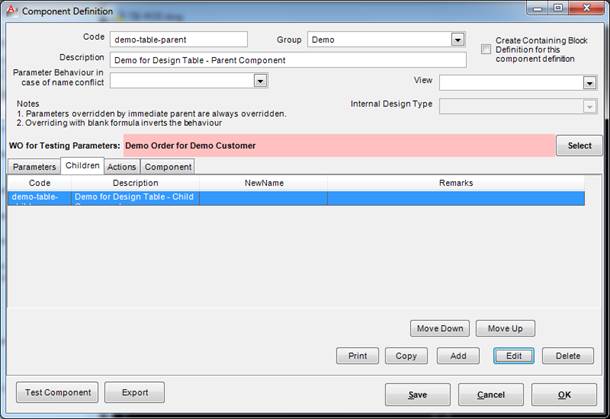 Component Definition
Code demo-table-parent Group Demo
Create Containing Block
Definition for this
component definition
Description Demo for Design Table - Parent Component
Parameter Behaviour in
case of name conflict
View
Notes
1. Parameters overridden by immediate parent are always overridden.
2. Overriding with blank formula inverts the behaviour
Internal Design Type
WO for Testing Parameters: Demo Order for Demo Customer Select
Parameters Children Actions Component
Code Description NewName Remarks
demo-table- Demo for Design Table - Child
Move Down Move Up
Print Copy Add Edit Delete
Test Component Export Save Cancel OK